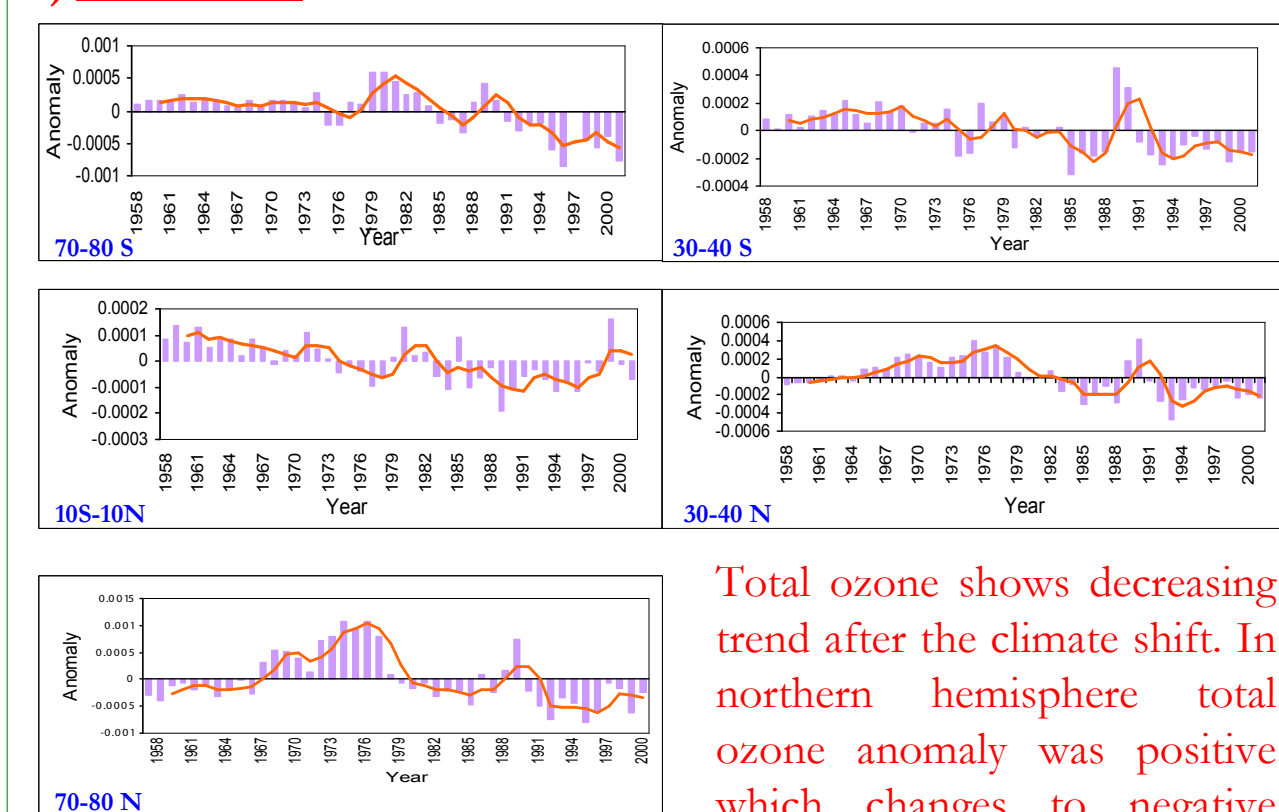 )
0.001
0.0005
0
-0.0005
-0.001
Anomaly
1958 1961 1964 1967 1970 1973 1976 1979 1982 1985 1988 1991 1994 1997 2000
Year
70-80 S
0.0006
0.0004
0.0002
0
-0.0002
-0.0004
Anomaly
1958 1961 1964 1967 1970 1973 1976 1979 1982 1985 1988 1991 1994 1997 2000
Year
30-40 S
0.0002
0.0001
0
-0.0001
-0.0002
-0.0003
Anomaly
1958 1961 1964 1967 1970 1973 1976 1979 1982 1985 1988 1991 1994 1997 2000
Year
10S-10N
0.0006
0.0004
0.0002
0
-0.0002
-0.0004
-0.0006
Anomaly
1958 1961 1964 1967 1970 1973 1976 1979 1982 1985 1988 1991 1994 1997 2000
Year
30-40 N
0.0015
0.001
0.0005
0
-0.0005
-0.001
Anomaly
1958 1961 1964 1967 1970 1973 1976 1979 1982 1985 1988 1991 1994 1997 2000
Year
70-80 N
Total ozone shows decreasing
trend after the climate shift. In
northern hemisphere total
ozone anomaly was positive
which changes to negative